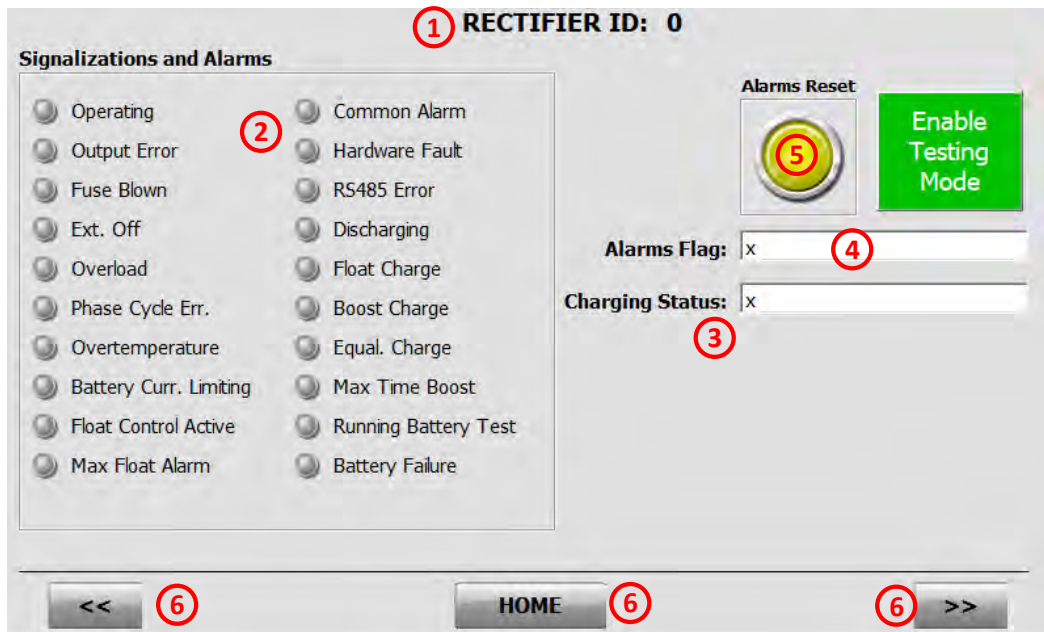 1 RECTIFIER ID: 0
Signalizations and Alarms
2
Operating
Output Error
Fuse Blown
Ext. Off
Overload
Phase Cycle Err.
Overtemperature
Battery Curr. Limiting
Float Control Active
Max Float Alarm
Common Alarm
Hardware Fault
RS485 Error
Discharging
Float Charge
Boost Charge
Equal. Charge
Max Time Boost
Running Battery Test
Battery Failure
Alarms Reset
5
Enable
Testing
Mode
Alarms Flag: x 4
Charging Status: x
3
<< 6 HOME 6 6 >>